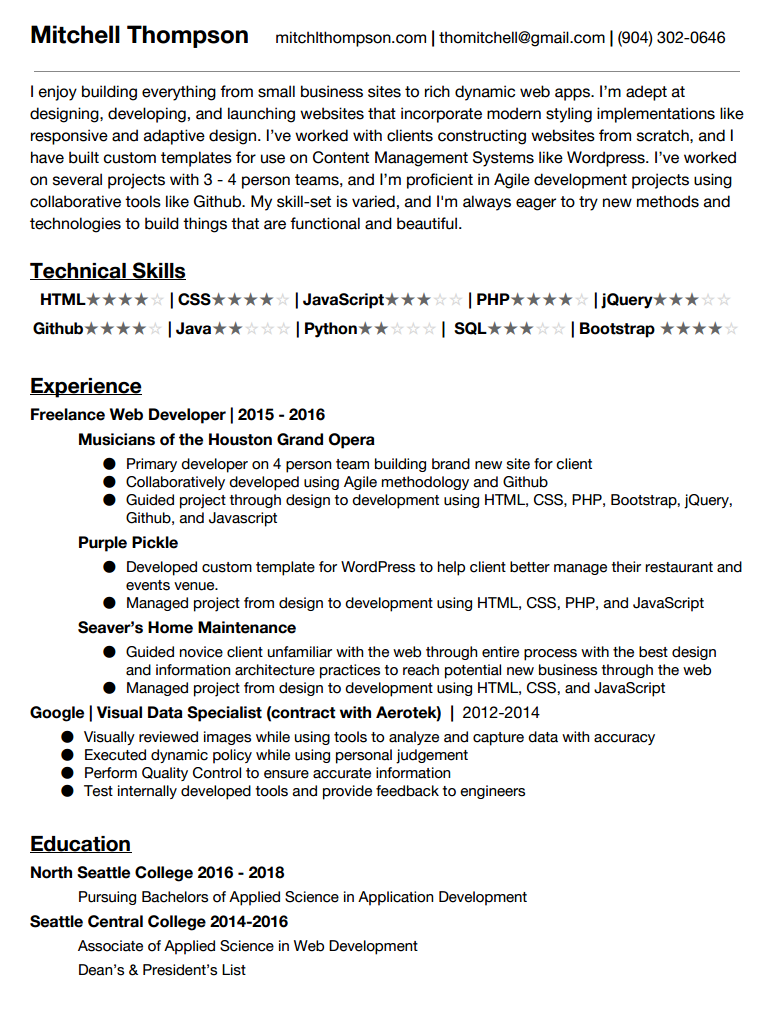 Mitchell Thompson mitchlthompson.com | thomitchell@gmail.com | (904) 302-0646
I enjoy building everything from small business sites to rich dynamic web apps. I’m adept at
designing, developing, and launching websites that incorporate modern styling implementations like
responsive and adaptive design. I’ve worked with clients constructing websites from scratch, and I
have built custom templates for use on Content Management Systems like Wordpress. I’ve worked
on several projects with 3 - 4 person teams, and I’m proficient in Agile development projects using
collaborative tools like Github. My skill-set is varied, and I'm always eager to try new methods and
technologies to build things that are functional and beautiful.
Technical Skills
HTML★★★★☆ | CSS★★★★☆ | JavaScript★★★☆☆ | PHP★★★★☆ | jQuery★★★☆☆
Github★★★★☆ | Java★★☆☆☆ | Python★★☆☆☆ | SQL★★★☆☆ | Bootstrap ★★★★☆
Experience
Freelance Web Developer | 2015 - 2016
Musicians of the Houston Grand Opera
● Primary developer on 4 person team building brand new site for client
● Collaboratively developed using Agile methodology and Github
● Guided project through design to development using HTML, CSS, PHP, Bootstrap, jQuery,
Github, and Javascript
Purple Pickle
● Developed custom template for WordPress to help client better manage their restaurant and
events venue.
● Managed project from design to development using HTML, CSS, PHP, and JavaScript
Seaver’s Home Maintenance
● Guided novice client unfamiliar with the web through entire process with the best design
and information architecture practices to reach potential new business through the web
● Managed project from design to development using HTML, CSS, and JavaScript
Google | Visual Data Specialist (contract with Aerotek) | 2012-2014
● Visually reviewed images while using tools to analyze and capture data with accuracy
● Executed dynamic policy while using personal judgement
● Perform Quality Control to ensure accurate information
● Test internally developed tools and provide feedback to engineers
Education
North Seattle College 2016 - 2018
Pursuing Bachelors of Applied Science in Application Development
Seattle Central College 2014-2016
Associate of Applied Science in Web Development
Dean’s & President’s List